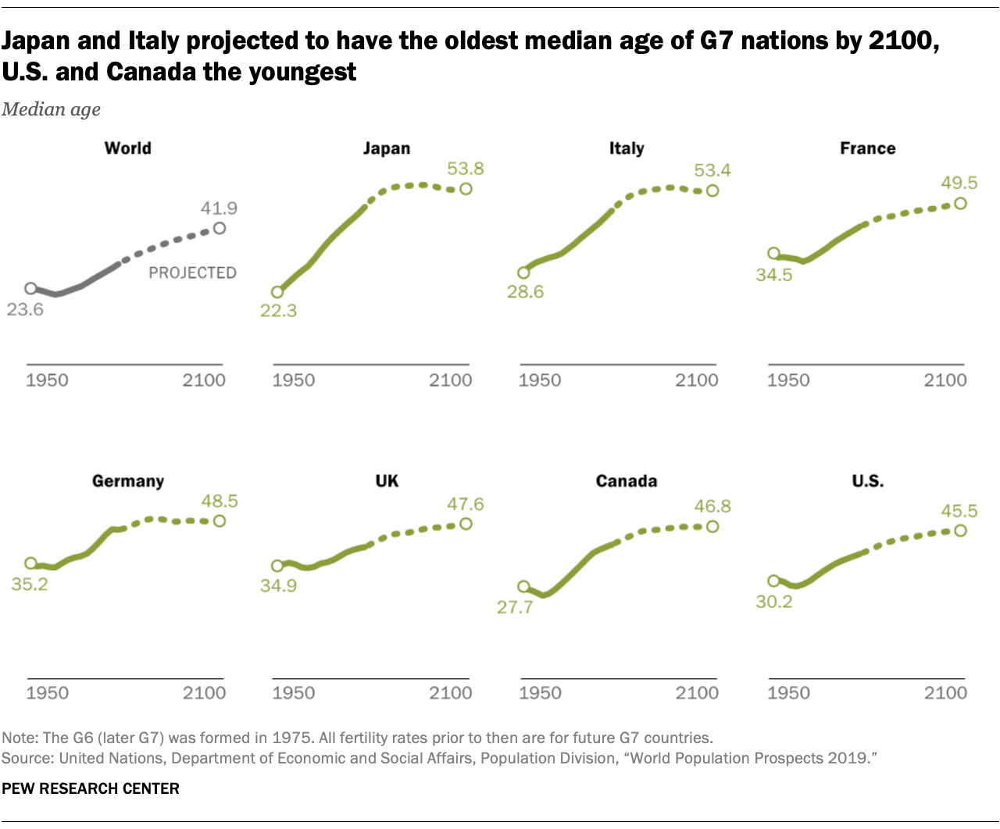 Japan and Italy projected to have the oldest median age of G7 nations by 2100,
U.S. and Canada the youngest
Median age
World
Japan
Italy
France
53.8
53.4
49.5
41.9
PROJECTED
23.6
22.3
28.6
34.5
1950 2100
1950 2100
1950 2100
1950 2100
Germany
UK
Canada
U.S.
48.5
47.6
46.8
45.5
35.2
34.9
27.7
30.2
1950 2100
1950 2100
1950 2100
1950 2100
Note: The G6 (later G7) was formed in 1975. All fertility rates prior to then are for future G7 countries.
Source: United Nations, Department of Economic and Social Affairs, Population Division, “World Population Prospects 2019.”
PEW RESEARCH CENTER